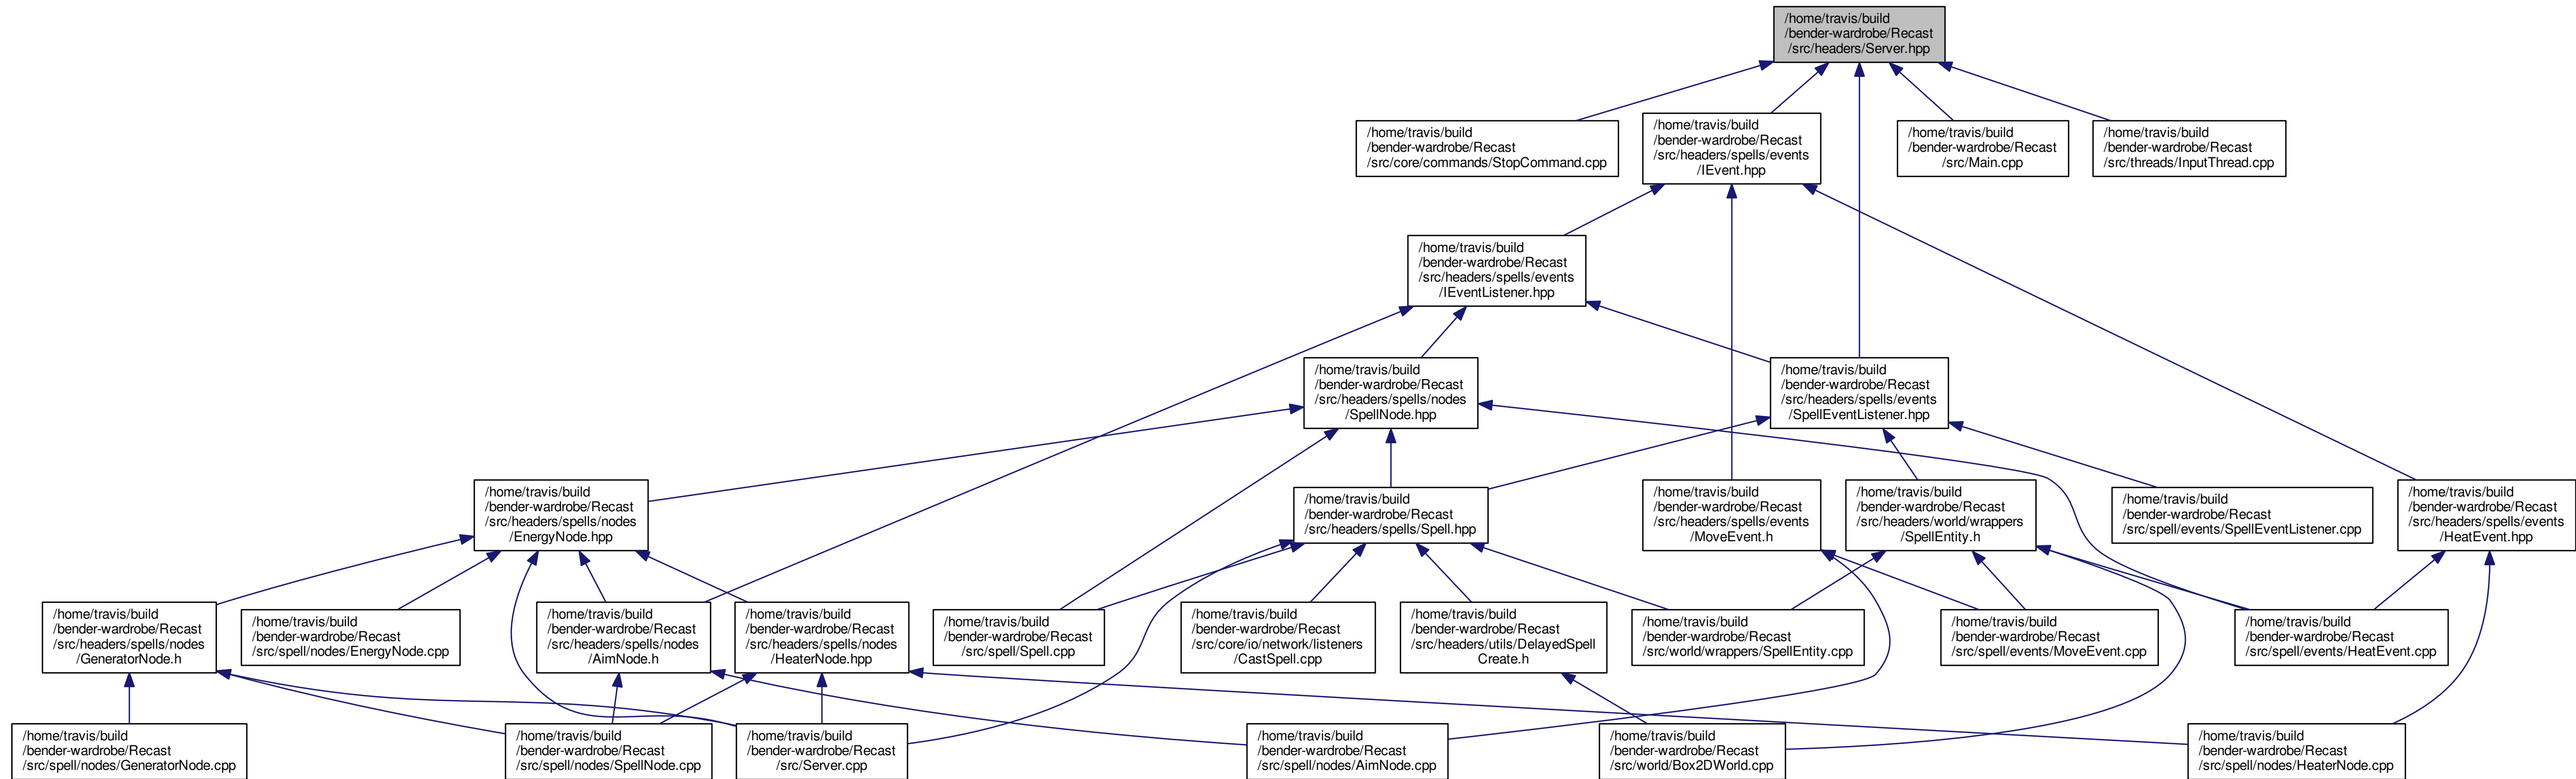 /home/travis/build
/bender-wardrobe/Recast
/src/headers/Server.hpp
/home/travis/build
/bender-wardrobe/Recast
/src/core/commands/StopCommand.cpp
/home/travis/build
/bender-wardrobe/Recast
/src/headers/spells/events
/IEvent.hpp
/home/travis/build
/bender-wardrobe/Recast
/src/Main.cpp
/home/travis/build
/bender-wardrobe/Recast
/src/threads/InputThread.cpp
/home/travis/build
/bender-wardrobe/Recast
/src/headers/spells/events
/IEventListener.hpp
/home/travis/build
/bender-wardrobe/Recast
/src/headers/spells/nodes
/SpellNode.hpp
/home/travis/build
/bender-wardrobe/Recast
/src/headers/spells/events
/SpellEventListener.hpp
/home/travis/build
/bender-wardrobe/Recast
/src/headers/spells/nodes
/EnergyNode.hpp
/home/travis/build
/bender-wardrobe/Recast
/src/headers/spells/Spell.hpp
/home/travis/build
/bender-wardrobe/Recast
/src/headers/spells/events
/MoveEvent.h
/home/travis/build
/bender-wardrobe/Recast
/src/headers/world/wrappers
/SpellEntity.h
/home/travis/build
/bender-wardrobe/Recast
/src/spell/events/SpellEventListener.cpp
/home/travis/build
/bender-wardrobe/Recast
/src/headers/spells/events
/HeatEvent.hpp
/home/travis/build
/bender-wardrobe/Recast
/src/headers/spells/nodes
/GeneratorNode.h
/home/travis/build
/bender-wardrobe/Recast
/src/spell/nodes/EnergyNode.cpp
/home/travis/build
/bender-wardrobe/Recast
/src/headers/spells/nodes
/AimNode.h
/home/travis/build
/bender-wardrobe/Recast
/src/headers/spells/nodes
/HeaterNode.hpp
/home/travis/build
/bender-wardrobe/Recast
/src/spell/Spell.cpp
/home/travis/build
/bender-wardrobe/Recast
/src/core/io/network/listeners
/CastSpell.cpp
/home/travis/build
/bender-wardrobe/Recast
/src/headers/utils/DelayedSpell
Create.h
/home/travis/build
/bender-wardrobe/Recast
/src/world/wrappers/SpellEntity.cpp
/home/travis/build
/bender-wardrobe/Recast
/src/spell/events/MoveEvent.cpp
/home/travis/build
/bender-wardrobe/Recast
/src/spell/events/HeatEvent.cpp
/home/travis/build
/bender-wardrobe/Recast
/src/spell/nodes/GeneratorNode.cpp
/home/travis/build
/bender-wardrobe/Recast
/src/spell/nodes/SpellNode.cpp
/home/travis/build
/bender-wardrobe/Recast
/src/Server.cpp
/home/travis/build
/bender-wardrobe/Recast
/src/spell/nodes/AimNode.cpp
/home/travis/build
/bender-wardrobe/Recast
/src/world/Box2DWorld.cpp
/home/travis/build
/bender-wardrobe/Recast
/src/spell/nodes/HeaterNode.cpp